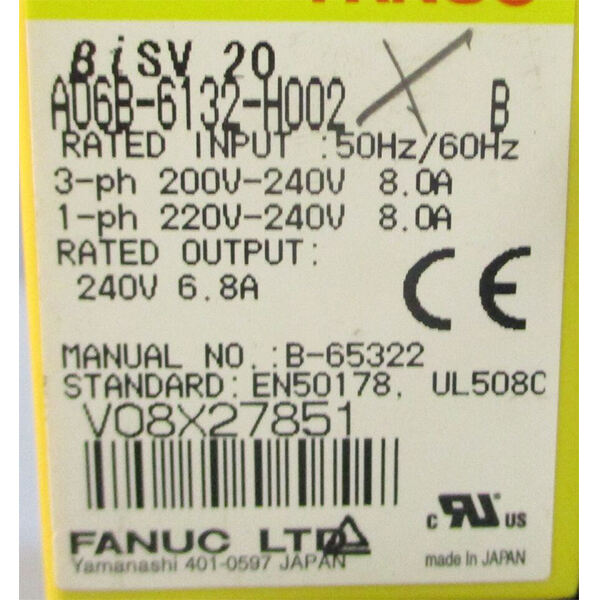 FANUC
βiSV 20
A06B-6132-H002 B
RATED INPUT :50Hz/60Hz
3-ph 200V-240V 8.0A
1-ph 220V-240V 8.0A
RATED OUTPUT:
240V 6.8A
CE
MANUAL NO.:B-65322
STANDARD:EN50178, UL508C
V08X27851
FANUC LTD
Yamanashi 401-0597 JAPAN
c RU US
made in JAPAN